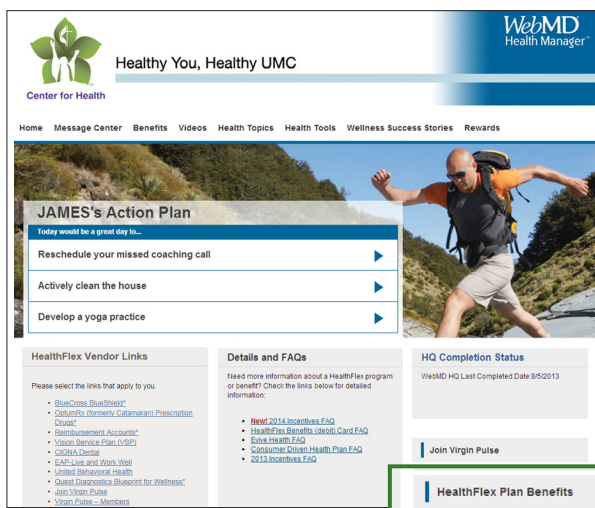 WebMD
Health Manager™
Healthy You, Healthy UMC
Center for Health
Home Message Center Benefits Videos Health Topics Health Tools Wellness Success Stories Rewards
JAMES's Action Plan
Today would be a great day to...
Reschedule your missed coaching call
Actively clean the house
Develop a yoga practice
HealthFlex Vendor Links
Please select the links that apply to you.
• BlueCross BlueShield*
• OptumRx (formerly Catamaran) Prescription
Drugs*
• Reimbursement Accounts*
• Vision Service Plan (VSP)
• CIGNA Dental
• EAP-Live and Work Well
• United Behavioral Health
• Quest Diagnostics Blueprint for Wellness*
• Join Virgin Pulse
• Virgin Pulse – Members
Details and FAQs
Need more information about a HealthFlex program
or benefit? Check the links below for detailed
information:
• New! 2014 Incentives FAQ
• HealthFlex Benefits (debit) Card FAQ
• Evive Health FAQ
• Consumer Driven Health Plan FAQ
• 2013 Incentives FAQ
HQ Completion Status
WebMD HQ Last Completed Date:8/5/2013
Join Virgin Pulse
HealthFlex Plan Benefits